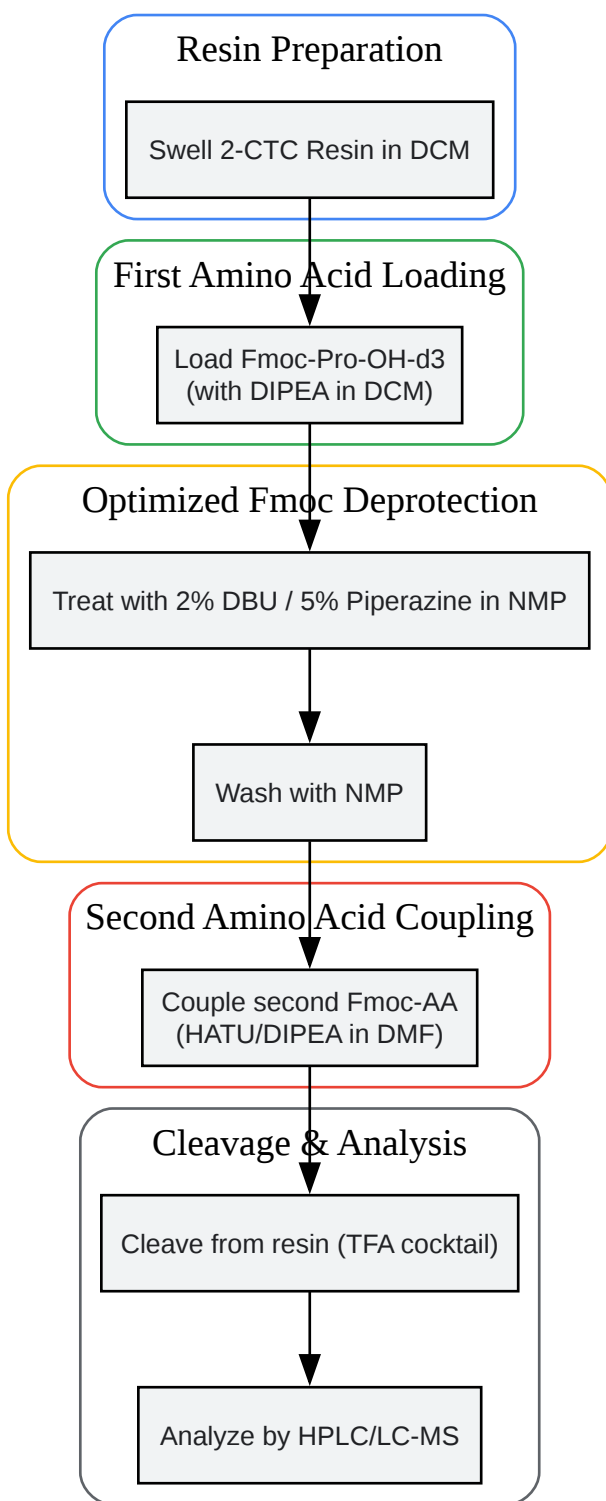 Resin Preparation
Swell 2-CTC Resin in DCM
First Amino Acid Loading
Load Fmoc-Pro-OH-d3
(with DIPEA in DCM)
Optimized Fmoc Deprotection
Treat with 2% DBU / 5% Piperazine in NMP
Wash with NMP
Second Amino Acid Coupling
Couple second Fmoc-AA
(HATU/DIPEA in DMF)
Cleavage & Analysis
Cleave from resin (TFA cocktail)
Analyze by HPLC/LC-MS